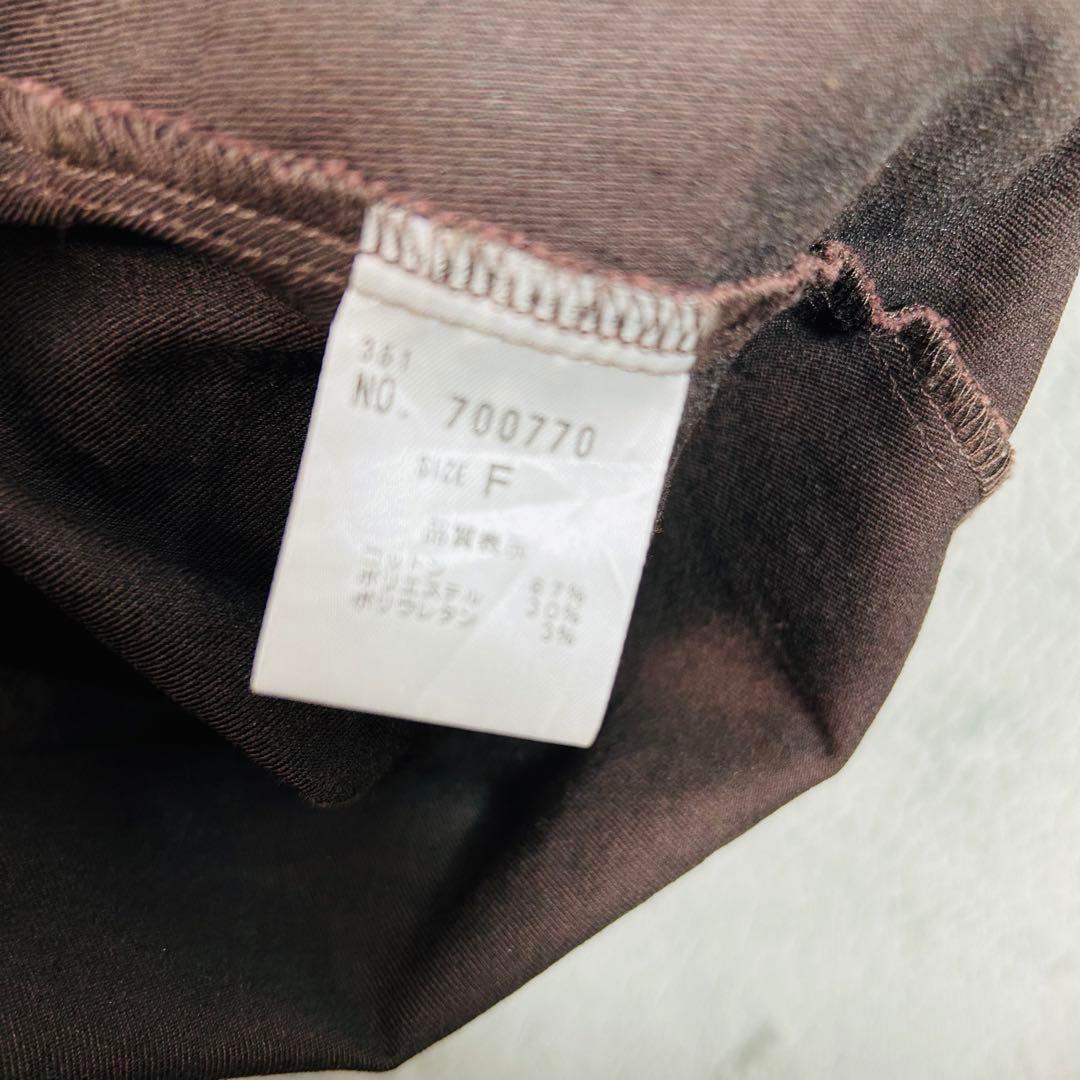 361
NO. 700770
SIZE F
品質表示
コットン 67%
ポリエステル 30%
ポリウレタン 3%